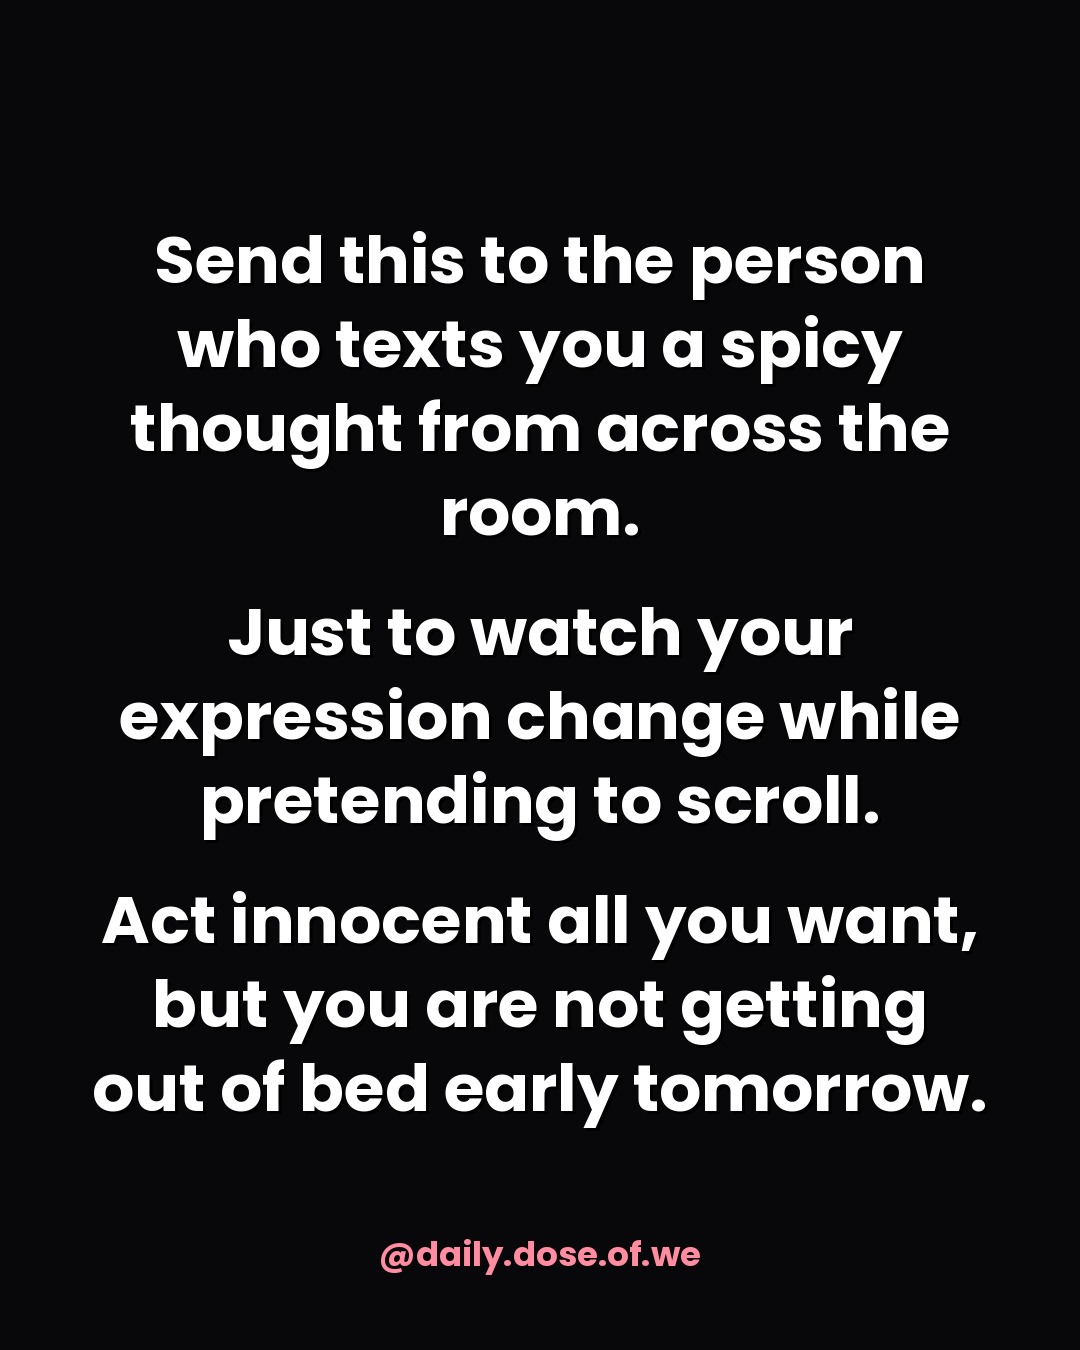 Send this to the person
who texts you a spicy
thought from across the
room.
Just to watch your
expression change while
pretending to scroll.
Act innocent all you want,
but you are not getting
out of bed early tomorrow.
@daily.dose.of.we